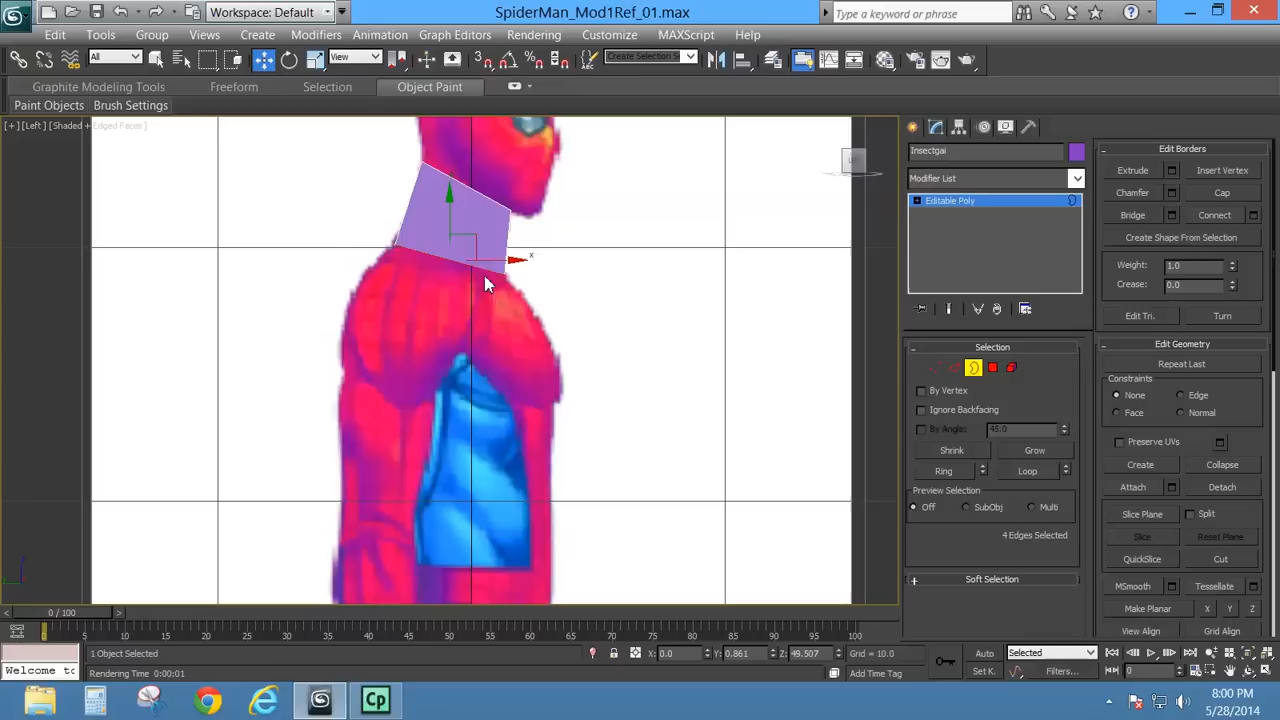 Workspace: Default
SpiderMan_Mod1Ref_01.max
Type a keyword or phrase
Edit Tools Group Views Create Modifiers Animation Graph Editors Rendering Customize MAXScript Help
All View Create Selection Se
Graphite Modeling Tools Freeform Selection Object Paint
Paint Objects Brush Settings
[+] [Left] [Shaded + Edged Faces ]
x
Insectgai
Modifier List
Editable Poly
Selection
By Vertex
Ignore Backfacing
By Angle: 45.0
Shrink Grow
Ring Loop
Preview Selection
Off SubObj Multi
4 Edges Selected
Soft Selection
Edit Borders
Extrude Insert Vertex
Chamfer Cap
Bridge Connect
Create Shape From Selection
Weight: 1.0
Crease: 0.0
Edit Tri. Turn
Edit Geometry
Repeat Last
Constraints
None Edge
Face Normal
Preserve UVs
Create Collapse
Attach Detach
Slice Plane Split
Slice Reset Plane
QuickSlice Cut
MSmooth Tessellate
Make Planar X Y Z
View Align Grid Align
0 / 100
0 5 10 15 20 25 30 35 40 45 50 55 60 65 70 75 80 85 90 95 100
1 Object Selected X: 0.0 Y: 0.861 Z: 49.507 Grid = 10.0 Auto Selected
Welcome to Rendering Time 0:00:01 Add Time Tag Set K. Filters... 0
Cp
8:00 PM
5/28/2014